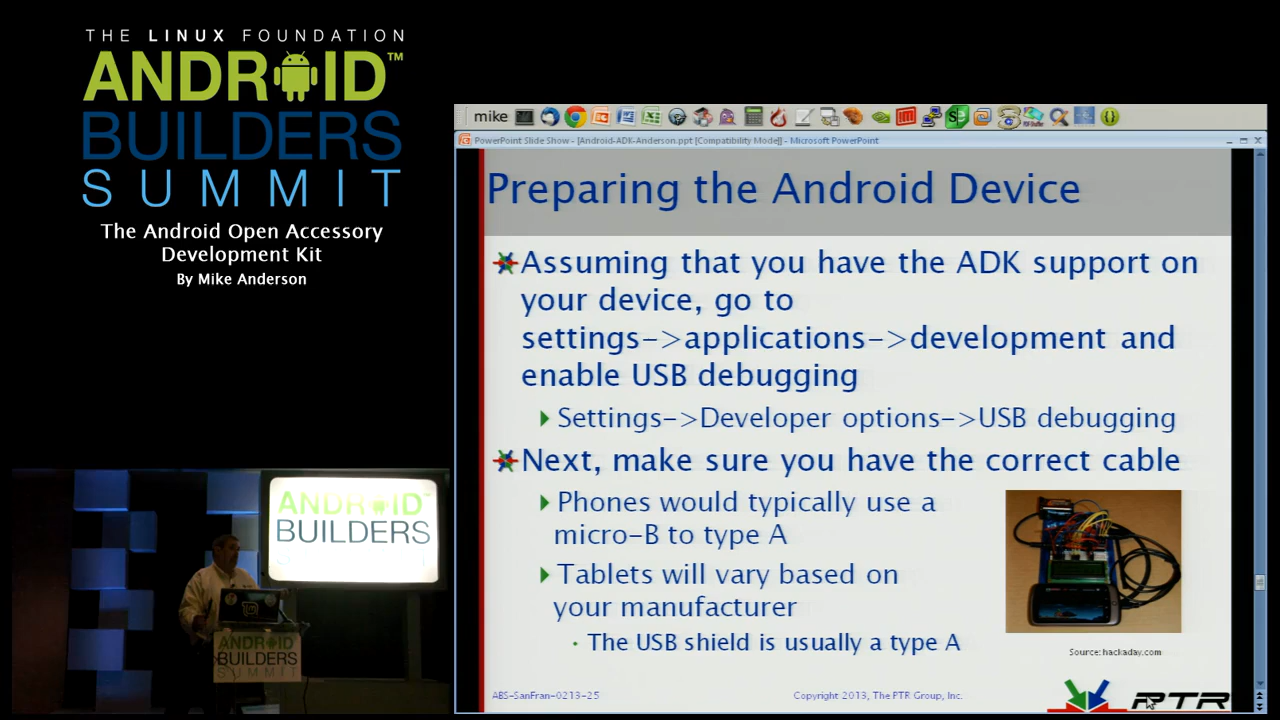 THE LINUX FOUNDATION
ANDROID™
BUILDERS
SUMMIT
The Android Open Accessory
Development Kit
By Mike Anderson
mike
PowerPoint Slide Show - [Android-ADK-Anderson.ppt [Compatibility Mode]] - Microsoft PowerPoint
Preparing the Android Device
Assuming that you have the ADK support on
your device, go to
settings->applications->development and
enable USB debugging
Settings->Developer options->USB debugging
Next, make sure you have the correct cable
Phones would typically use a
micro-B to type A
Tablets will vary based on
your manufacturer
The USB shield is usually a type A
Source: hackaday.com
ABS-SanFran-0213-25
Copyright 2013, The PTR Group, Inc.
PTR
ANDROID
BUILDERS
ANDROID
BUILDERS
SUMMIT